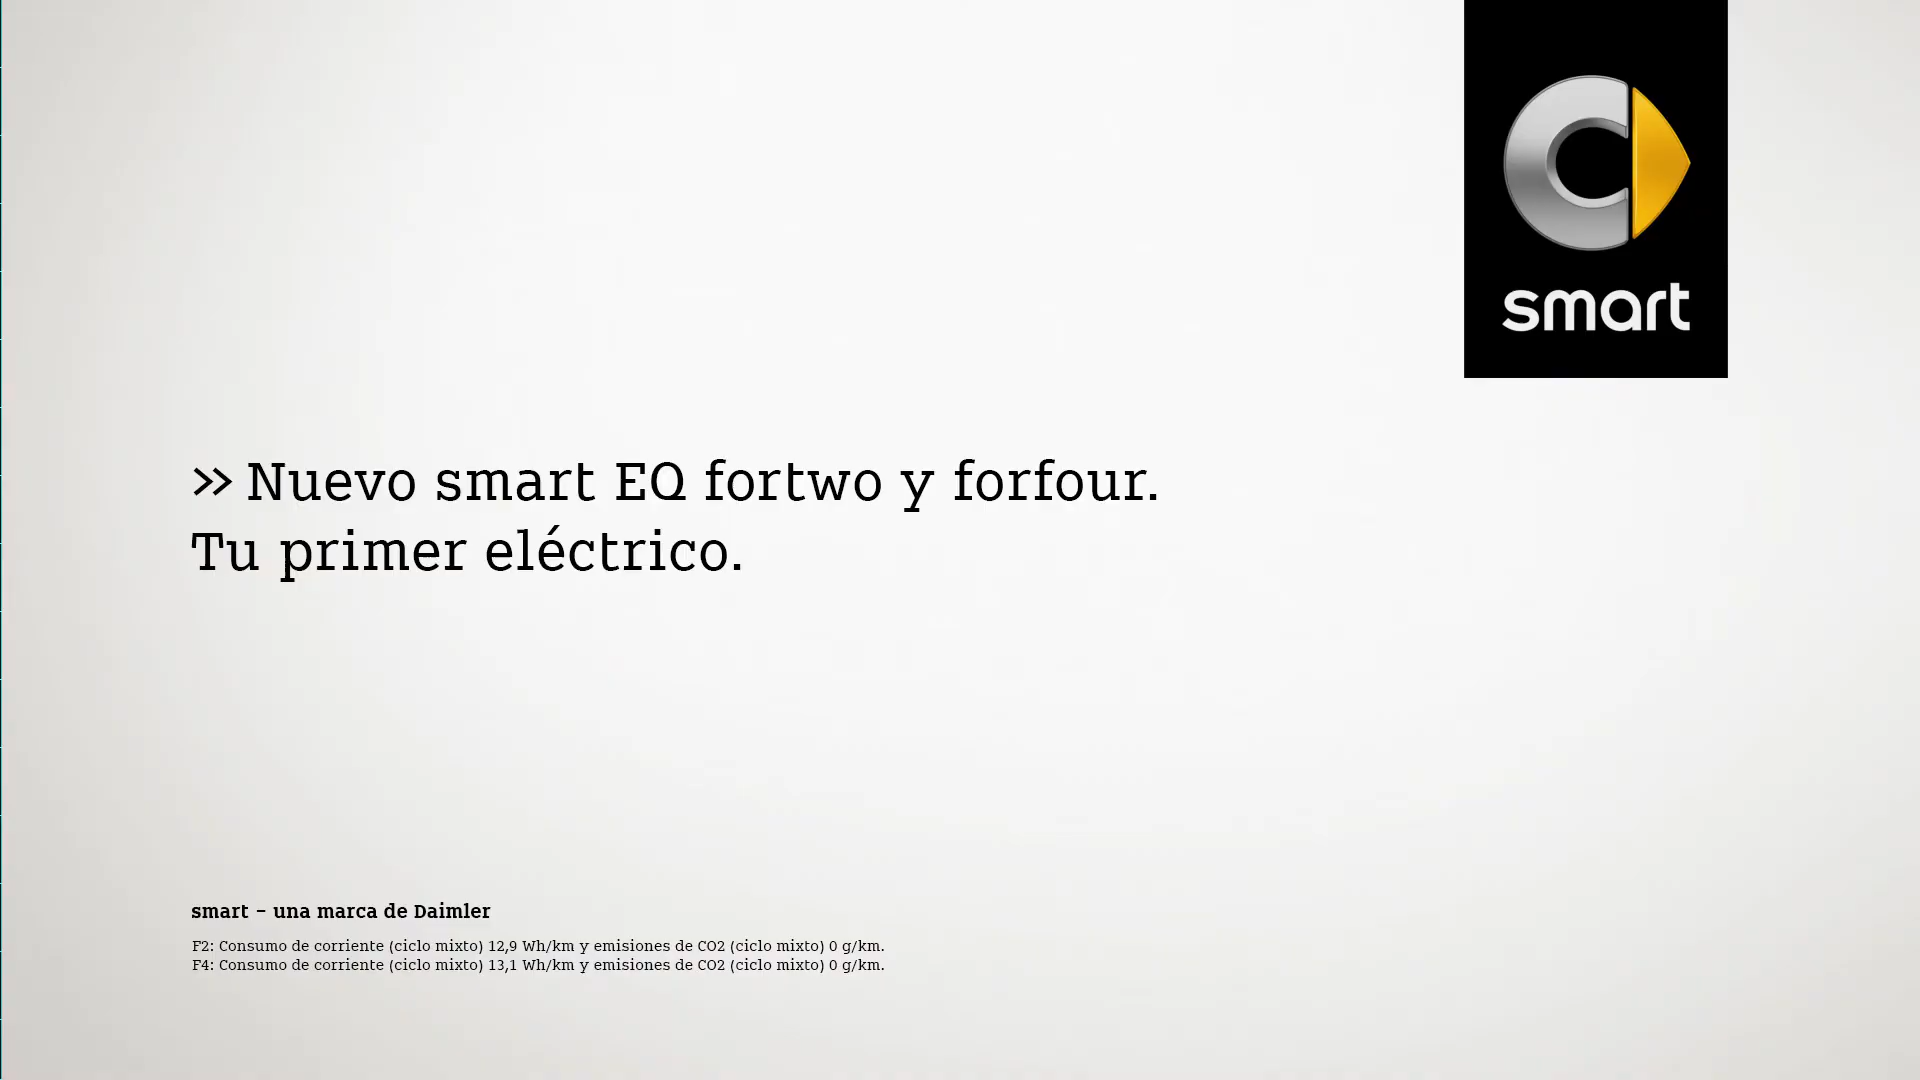 smart
>> Nuevo smart EQ fortwo y forfour.
Tu primer eléctrico.
smart – una marca de Daimler
F2: Consumo de corriente (ciclo mixto) 12,9 Wh/km y emisiones de CO2 (ciclo mixto) 0 g/km.
F4: Consumo de corriente (ciclo mixto) 13,1 Wh/km y emisiones de CO2 (ciclo mixto) 0 g/km.